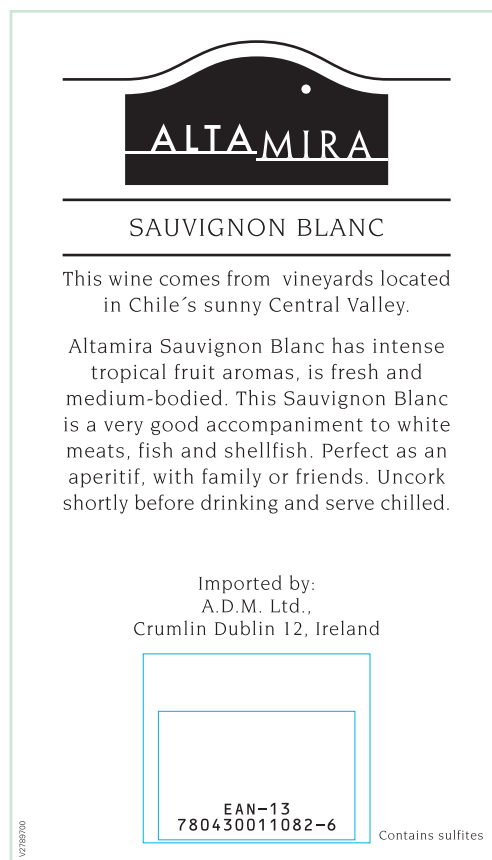 ALTAMIRA
SAUVIGNON BLANC
This wine comes from vineyards located
in Chile´s sunny Central Valley.
Altamira Sauvignon Blanc has intense
tropical fruit aromas, is fresh and
medium-bodied. This Sauvignon Blanc
is a very good accompaniment to white
meats, fish and shellfish. Perfect as an
aperitif, with family or friends. Uncork
shortly before drinking and serve chilled.
Imported by:
A.D.M. Ltd.,
Crumlin Dublin 12, Ireland
EAN-13
780430011082-6
Contains sulfites
V2789700